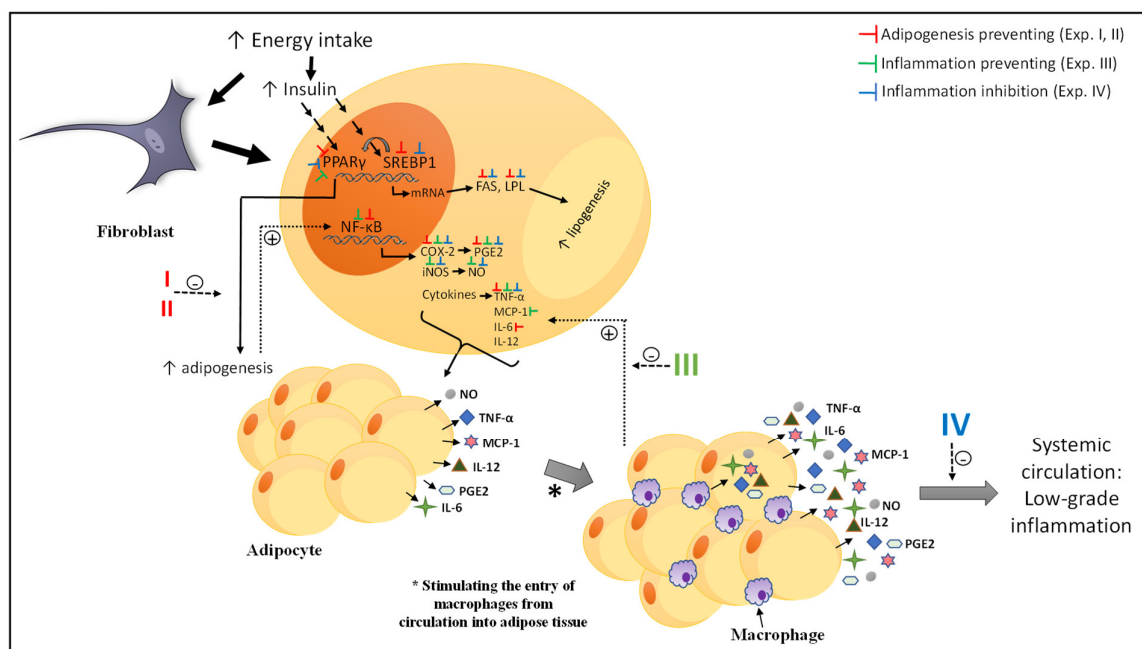 ↑ Energy intake
↑ Insulin
Adipogenesis preventing (Exp. I, II)
Inflammation preventing (Exp. III)
Inflammation inhibition (Exp. IV)
PPARγ
SREBP1
mRNA
FAS, LPL
↑ lipogenesis
Fibroblast
NF-κB
+
COX-2
PGE2
iNOS
NO
Cytokines
TNF-α
MCP-1
IL-6
IL-12
I
II
-
↑ adipogenesis
+
-
III
NO
TNF-α
MCP-1
IL-12
PGE2
IL-6
Adipocyte
*
* Stimulating the entry of
macrophages from
circulation into adipose tissue
TNF-α
IL-6
MCP-1
NO
IL-12
PGE2
Macrophage
IV
-
Systemic
circulation:
Low-grade
inflammation